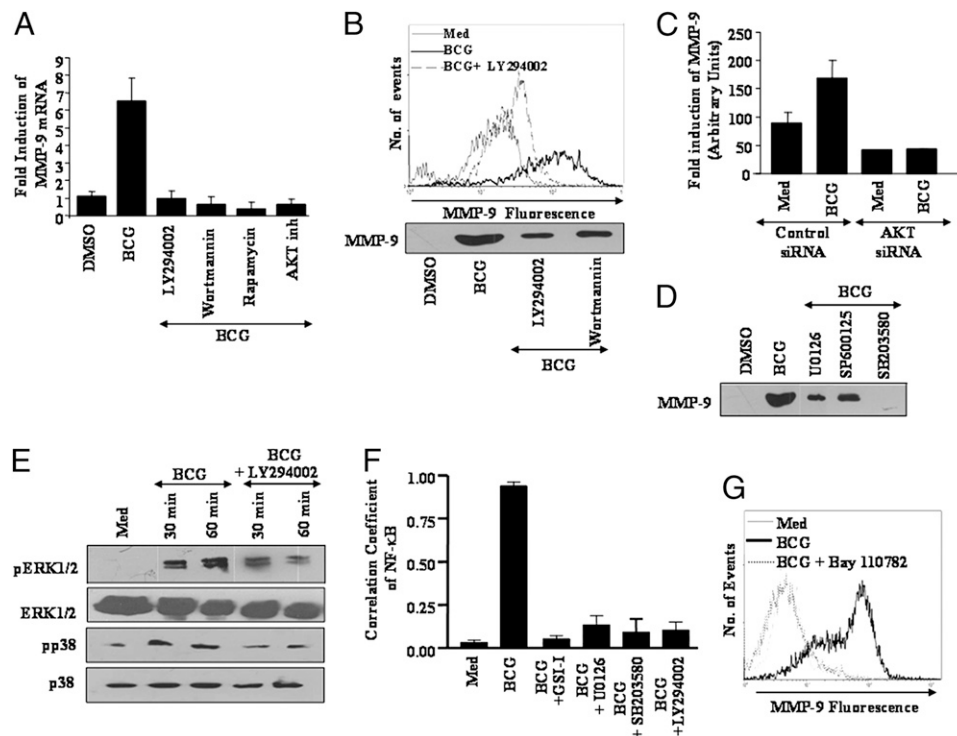 A
Fold Induction of
MMP-9 mRNA
9
8
7
6
5
4
3
2
1
0
DMSO
BCG
LY294002
Wortmannin
Rapamycin
AKT inh
BCG
B
Med
BCG
BCG+ LY294002
No. of events
MMP-9 Fluorescence
MMP-9
DMSO
BCG
LY294002
Wortmannin
BCG
C
Fold induction of MMP-9
(Arbitrary Units)
250
200
150
100
50
0
Med
BCG
Med
BCG
Control
siRNA
AKT
siRNA
D
BCG
DMSO
BCG
U0126
SP600125
SB203580
MMP-9
E
BCG
BCG
+ LY294002
Med
30 min
60 min
30 min
60 min
pERK1/2
ERK1/2
pp38
p38
F
Correlation Coefficient
of NF-κB
1.00
0.75
0.50
0.25
0.00
Med
BCG
BCG
+GSI-I
BCG
+ U0126
BCG
+ SB203580
BCG
+LY294002
G
Med
BCG
BCG + Bay 110782
No. of Events
MMP-9 Fluorescence